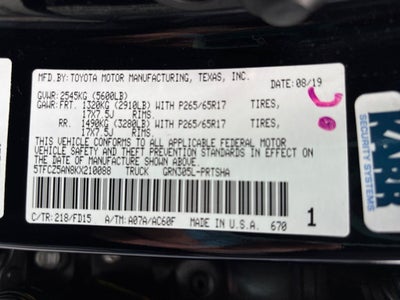 MFD.BY: TOYOTA MOTOR MANUFACTURING, TEXAS, INC.
GVWR: 2545KG (5600LB) DATE: 08/19
GAWR: FRT. 1320KG (2910LB) WITH P265/65R17 TIRES,
17X7.5J RIMS.
RR. 1490KG (3280LB) WITH P265/65R17 TIRES,
17X7.5J RIMS.
THIS VEHICLE CONFORMS TO ALL APPLICABLE FEDERAL MOTOR
VEHICLE SAFETY AND THEFT PREVENTION STANDARDS IN EFFECT
ON THE DATE OF MANUFACTURE SHOWN ABOVE.
5TFCZ5AN8KX210088 TRUCK GRN305L-PRTSHA
C/TR: 218/FD15 A/TM: A07A/AC60F MADE IN U.S.A. 670
1
KARR
SECURITY SYSTEMS